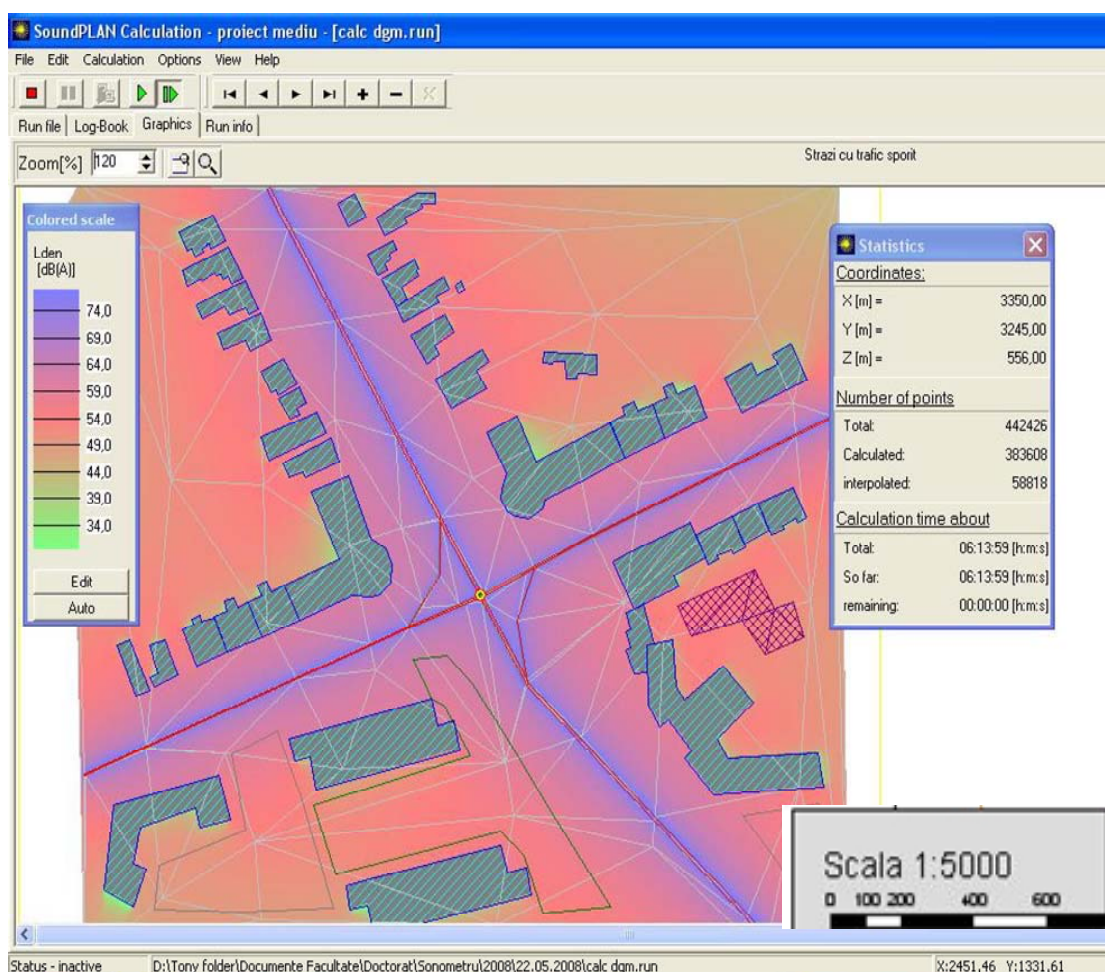 SoundPLAN Calculation - proiect mediu - [calc dgm.run]
File Edit Calculation Options View Help
Run file Log-Book Graphics Run info
Zoom[%] 120
Strazi cu trafic sporit
Colored scale
Lden
[dB(A)]
74,0
69,0
64,0
59,0
54,0
49,0
44,0
39,0
34,0
Edit
Auto
Statistics
Coordinates:
X [m] = 3350,00
Y [m] = 3245,00
Z [m] = 556,00
Number of points
Total: 442426
Calculated: 383608
interpolated: 58818
Calculation time about
Total: 06:13:59 [h:m:s]
So far: 06:13:59 [h:m:s]
remaining: 00:00:00 [h:m:s]
Scala 1:5000
0 100 200 400 600
Status - inactive D:\Tony folder\Documente Facultate\Doctorat\Sonometru\2008\22.05.2008\calc dgm.run X:2451,46 Y:1331,61